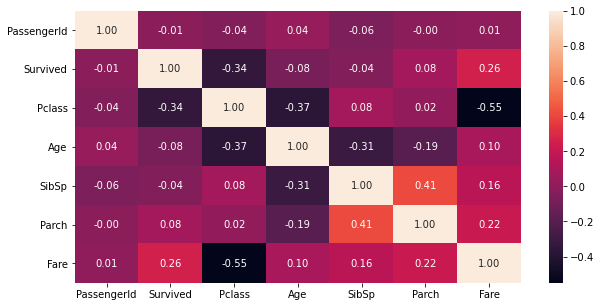 PassengerId 1.00 -0.01 -0.04 0.04 -0.06 -0.00 0.01
Survived -0.01 1.00 -0.34 -0.08 -0.04 0.08 0.26
Pclass -0.04 -0.34 1.00 -0.37 0.08 0.02 -0.55
Age 0.04 -0.08 -0.37 1.00 -0.31 -0.19 0.10
SibSp -0.06 -0.04 0.08 -0.31 1.00 0.41 0.16
Parch -0.00 0.08 0.02 -0.19 0.41 1.00 0.22
Fare 0.01 0.26 -0.55 0.10 0.16 0.22 1.00
PassengerId Survived Pclass Age SibSp Parch Fare
1.0
0.8
0.6
0.4
0.2
0.0
-0.2
-0.4